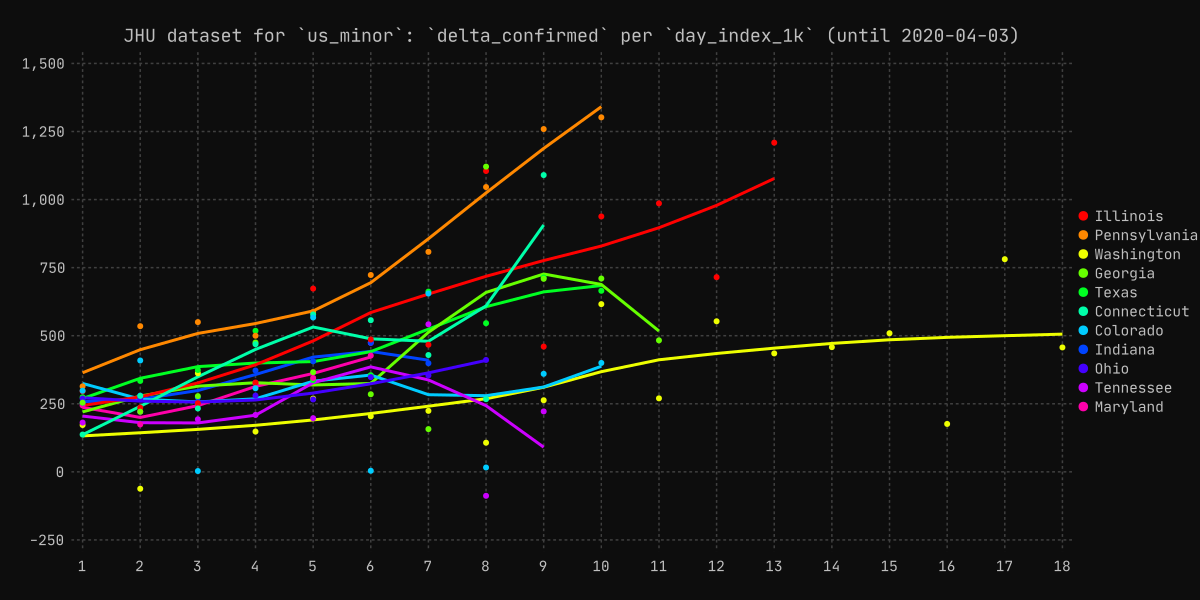 JHU dataset for `us_minor`: `delta_confirmed` per `day_index_1k` (until 2020-04-03)
1,500
1,250
1,000
750
500
250
0
-250
1 2 3 4 5 6 7 8 9 10 11 12 13 14 15 16 17 18
Illinois
Pennsylvania
Washington
Georgia
Texas
Connecticut
Colorado
Indiana
Ohio
Tennessee
Maryland